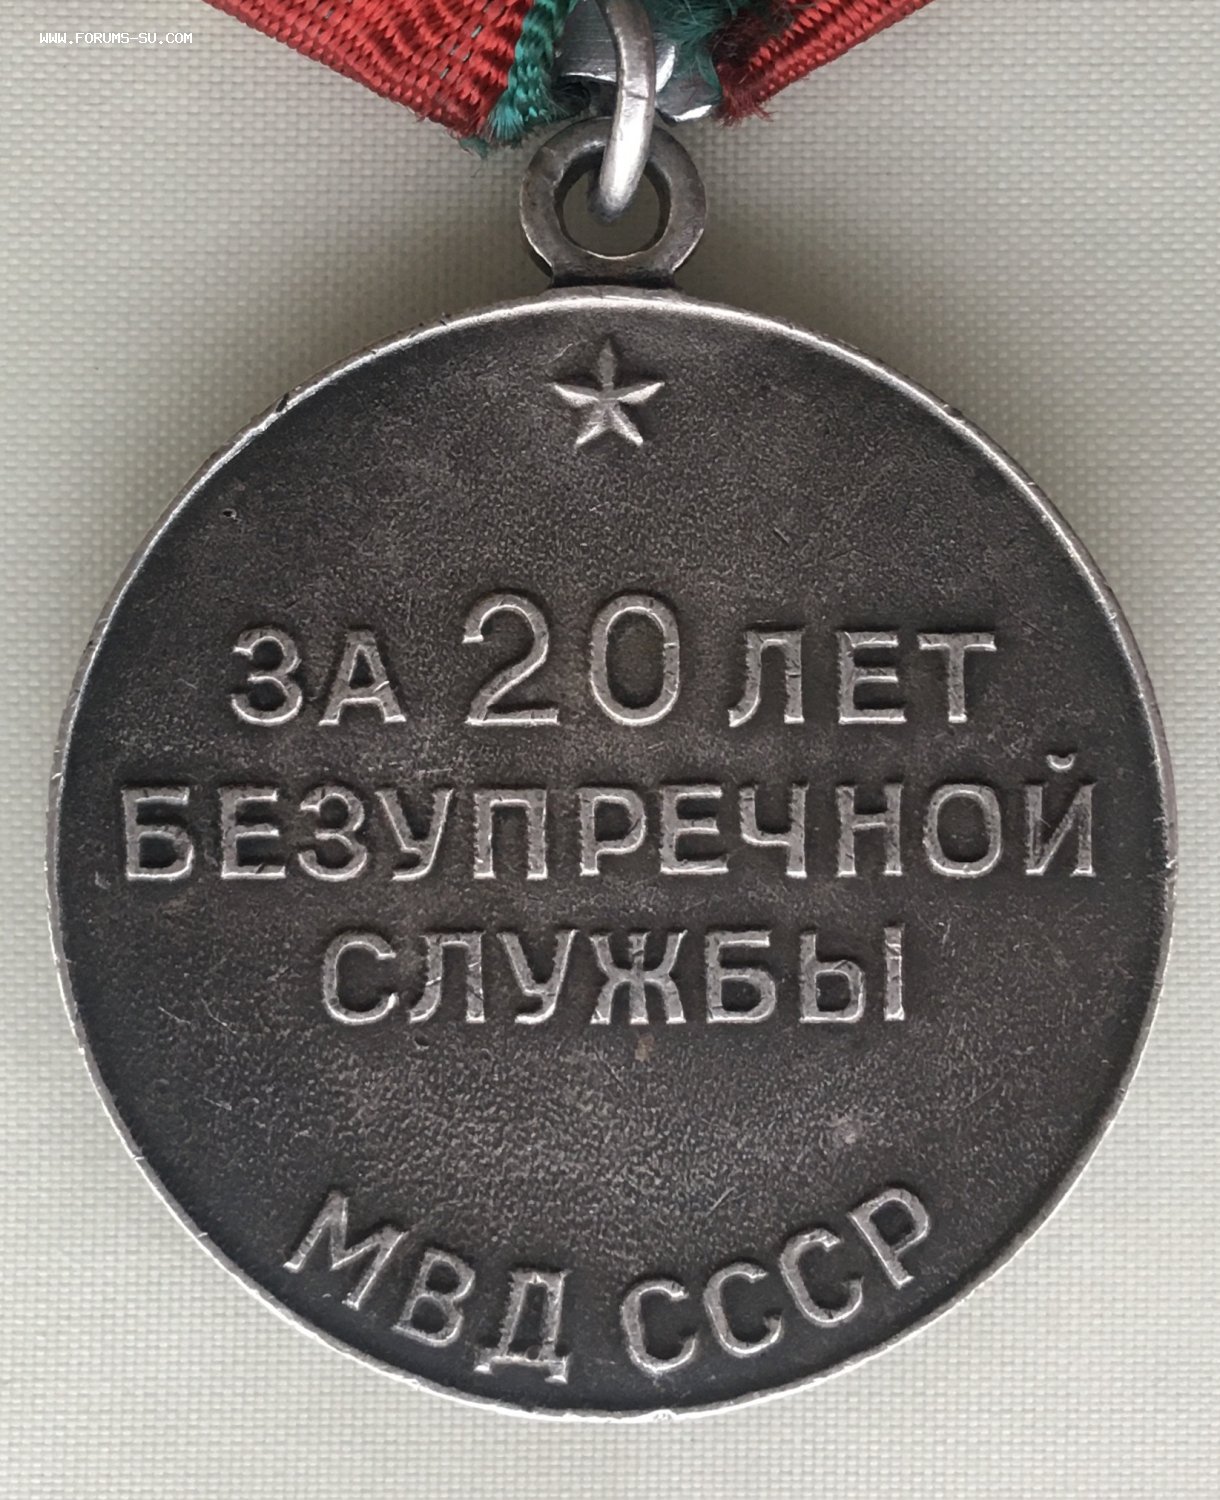 WWW.FORUMS-SU.COM
ЗА 20 ЛЕТ
БЕЗУПРЕЧНОЙ
СЛУЖБЫ
МВД СССР